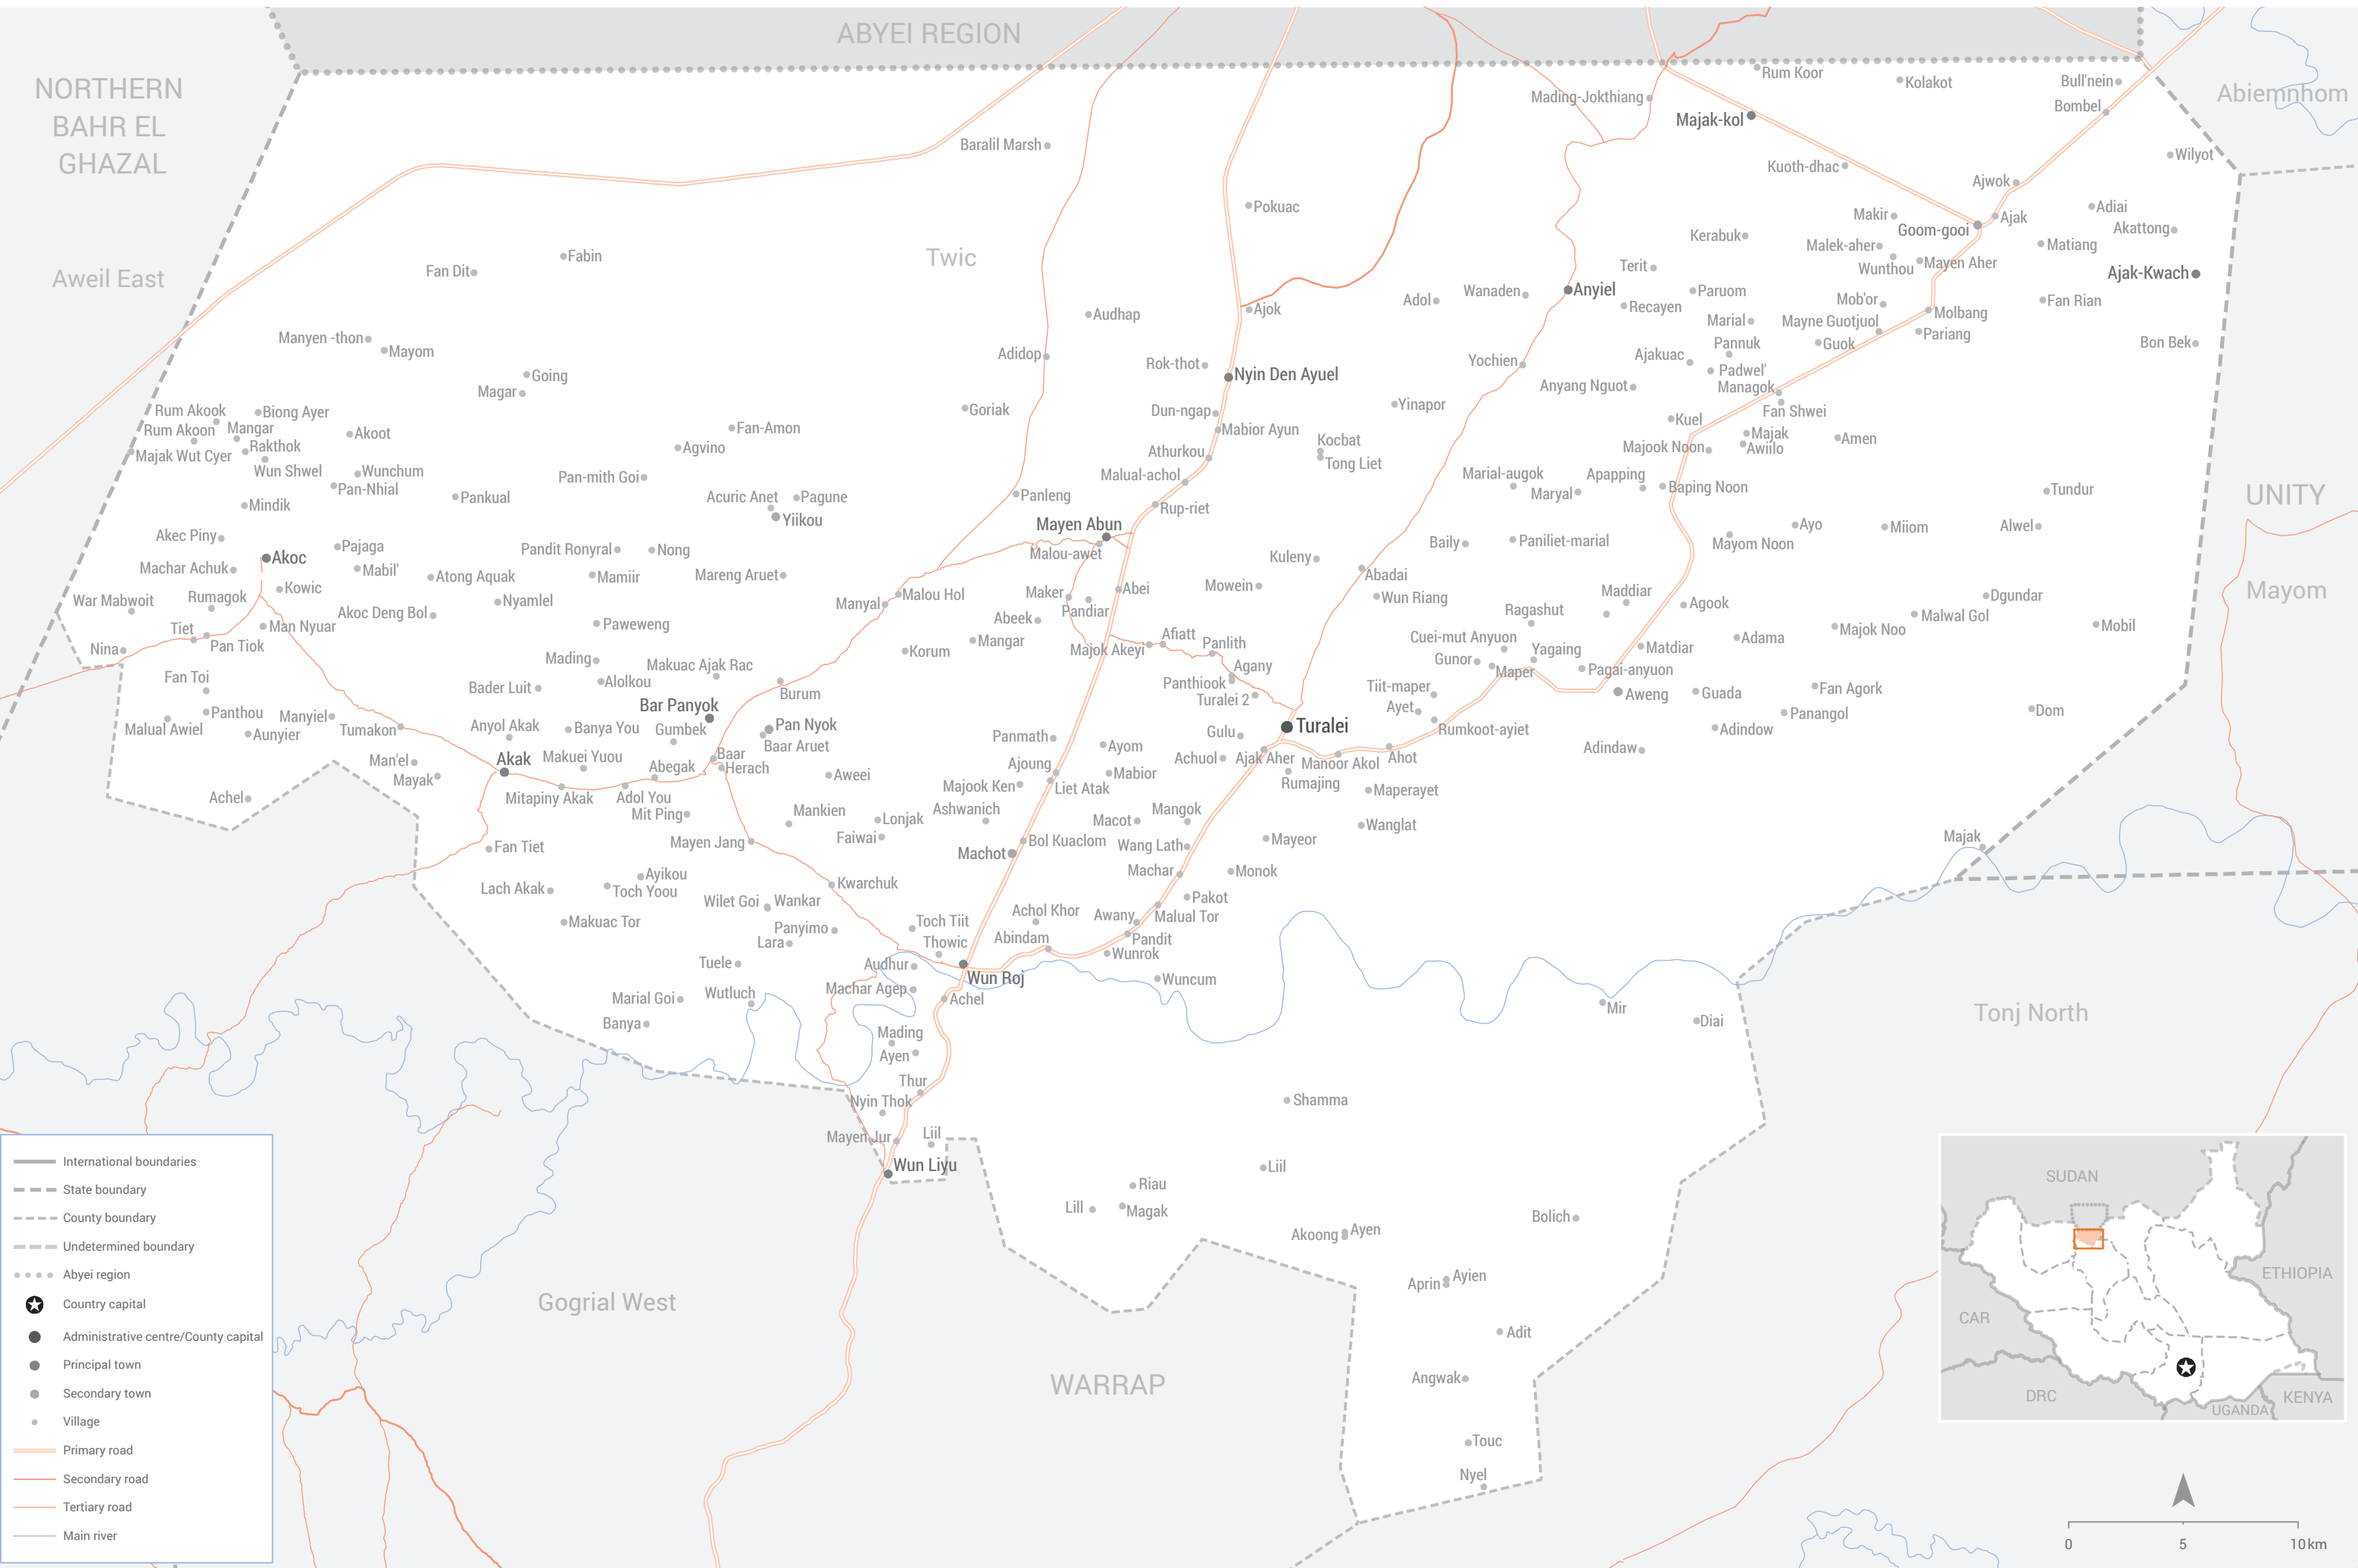 ABYEI REGION
NORTHERN
BAHR EL
GHAZAL
Abiemnhom
Rum Koor
Kolakot
Bull'nein
Mading-Jokthiang
Bombel
Majak-kol
Baralil Marsh
Wilyot
Kuoth-dhac
Ajwok
Pokuac
Adiai
Makir
Ajak
Akattong
Goom-gooi
Kerabuk
Malek-aher
Matiang
Twic
Fabin
Fan Dit
Aweil East
Terit
Wunthou
Mayen Aher
Ajak-Kwach
Wanaden
Anyiel
Paruom
Adol
Mob'or
Fan Rian
Recayen
Audhap
Ajok
Marial
Mayne Guotjuol
Molbang
Manyen -thon
Mayom
Pariang
Pannuk
Guok
Bon Bek
Adidop
Rok-thot
Yochien
Ajakuac
Padwel'
Nyin Den Ayuel
Going
Magar
Anyang Nguot
Managok
Goriak
Dun-ngap
Yinapor
Fan Shwei
Rum Akook
Biong Ayer
Kuel
Rum Akoon
Mangar
Akoot
Fan-Amon
Mabior Ayun
Kocbat
Majak
Amen
Rakthok
Agvino
Athurkou
Majook Noon
Awiilo
Majak Wut Cyer
Tong Liet
Wun Shwel
Wunchum
Pan-mith Goi
Malual-achol
Marial-augok
Apapping
Pan-Nhial
Baping Noon
Tundur
UNITY
Pankual
Acuric Anet
Pagune
Panleng
Maryal
Mindik
Rup-riet
Yiikou
Mayen Abun
Ayo
Miiom
Alwel
Akec Piny
Pajaga
Pandit Ronyral
Nong
Malou-awet
Baily
Paniliet-marial
Mayom Noon
Akoc
Kuleny
Machar Achuk
Mabil'
Atong Aquak
Mamiir
Mareng Aruet
Abadai
Kowic
Mowein
Abei
Mayom
War Mabwoit
Rumagok
Nyamlel
Manyal
Malou Hol
Maker
Wun Riang
Maddiar
Dgundar
Akoc Deng Bol
Pandiar
Ragashut
Agook
Abeek
Malwal Gol
Tiet
Man Nyuar
Paweweng
Mobil
Majok Noo
Nina
Pan Tiok
Korum
Mangar
Majok Akeyi
Afiatt
Panlith
Cuei-mut Anyuon
Yagaing
Matdiar
Adama
Mading
Makuac Ajak Rac
Agany
Gunor
Maper
Pagai-anyuon
Fan Toi
Bader Luit
Alolkou
Burum
Panthiook
Tiit-maper
Turalei 2
Aweng
Guada
Fan Agork
Panthou
Manyiel
Bar Panyok
Ayet
Dom
Malual Awiel
Aunyier
Tumakon
Anyol Akak
Banya You
Gumbek
Pan Nyok
Turalei
Panangol
Rumkoot-ayiet
Adindow
Baar Aruet
Panmath
Ayom
Gulu
Adindaw
Man'el
Akak
Makuei Yuou
Baar
Achuol
Ajak Aher
Manoor Akol
Ahot
Mayak
Abegak
Herach
Aweei
Ajoung
Mabior
Rumajing
Achel
Mitapiny Akak
Adol You
Majook Ken
Liet Atak
Maperayet
Mit Ping
Mankien
Lonjak
Ashwanich
Macot
Mangok
Wanglat
Fan Tiet
Mayen Jang
Faiwai
Machot
Bol Kuaclom
Wang Lath
Mayeor
Majak
Machar
Monok
Lach Akak
Ayikou
Toch Yoou
Kwarchuk
Wilet Goi
Wankar
Pakot
Makuac Tor
Panyimo
Toch Tiit
Achol Khor
Awany
Malual Tor
Lara
Thowic
Abindam
Pandit
Tuele
Audhur
Wunrok
Wun Roj
Wuncum
Marial Goi
Wutluch
Machar Agep
Achel
Mir
Banya
Diai
Tonj North
Mading
Ayen
Thur
Nyin Thok
Shamma
Mayen Jur
Liil
Wun Liyu
Liil
Riau
Lill
Magak
Bolich
Akoong
Ayen
Aprin
Ayien
Gogrial West
Adit
WARRAP
Angwak
Touc
Nyel
International boundaries
State boundary
County boundary
Undetermined boundary
Abyei region
Country capital
Administrative centre/County capital
Principal town
Secondary town
Village
Primary road
Secondary road
Tertiary road
Main river
SUDAN
ETHIOPIA
CAR
DRC
UGANDA
KENYA
0 5 10 km